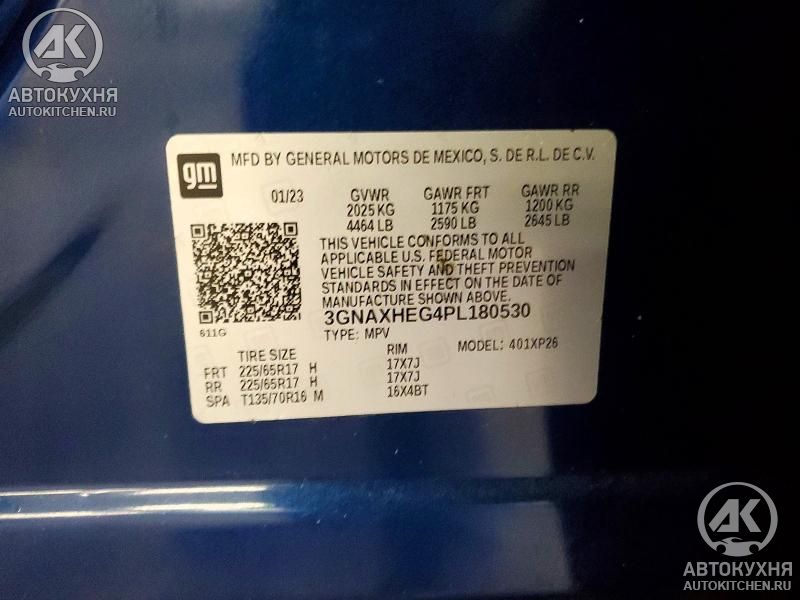 AK
АВТОКУХНЯ
AUTOKITCHEN.RU
gm
MFD BY GENERAL MOTORS DE MEXICO, S. DE R.L. DE C.V.
01/23 GVWR GAWR FRT GAWR RR
2025 KG 1175 KG 1200 KG
4464 LB 2590 LB 2645 LB
THIS VEHICLE CONFORMS TO ALL
APPLICABLE U.S. FEDERAL MOTOR
VEHICLE SAFETY AND THEFT PREVENTION
STANDARDS IN EFFECT ON THE DATE OF
MANUFACTURE SHOWN ABOVE.
3GNAXHEG4PL180530
611G
TYPE: MPV
TIRE SIZE RIM MODEL: 401XP26
FRT 225/65R17 H 17X7J
RR 225/65R17 H 17X7J
SPA T135/70R16 M 16X4BT
AK
АВТОКУХНЯ
AUTOKITCHEN.RU